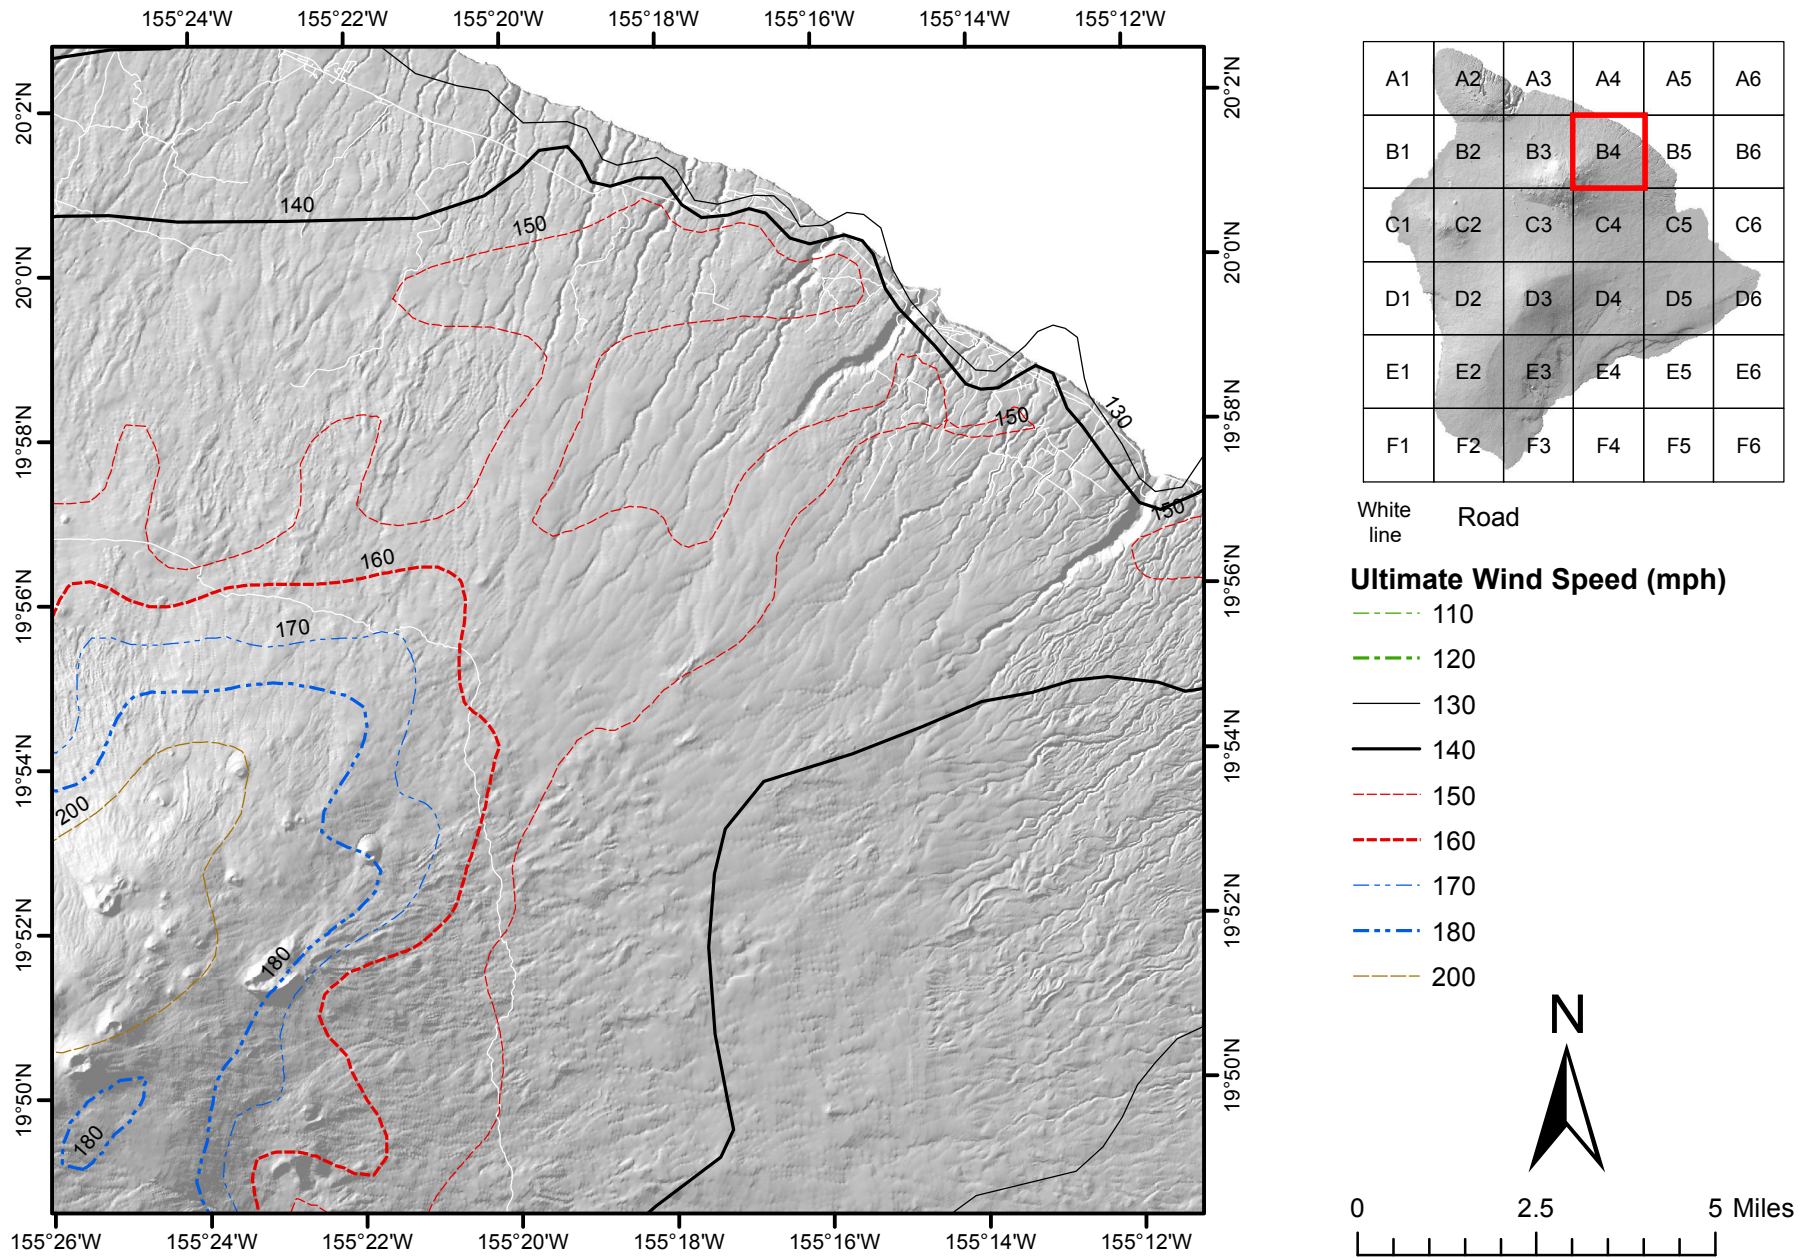 155°24'W 155°22'W 155°20'W 155°18'W 155°16'W 155°14'W 155°12'W
20°2'N
20°0'N
19°58'N
19°56'N
19°54'N
19°52'N
19°50'N
140
150
130
150
150
160
170
200
180
180
20°2'N
20°0'N
19°58'N
19°56'N
19°54'N
19°52'N
19°50'N
155°26'W 155°24'W 155°22'W 155°20'W 155°18'W 155°16'W 155°14'W 155°12'W
A1 A2 A3 A4 A5 A6
B1 B2 B3 B4 B5 B6
C1 C2 C3 C4 C5 C6
D1 D2 D3 D4 D5 D6
E1 E2 E3 E4 E5 E6
F1 F2 F3 F4 F5 F6
White
line
Road
Ultimate Wind Speed (mph)
110
120
130
140
150
160
170
180
200
N
0 2.5 5 Miles